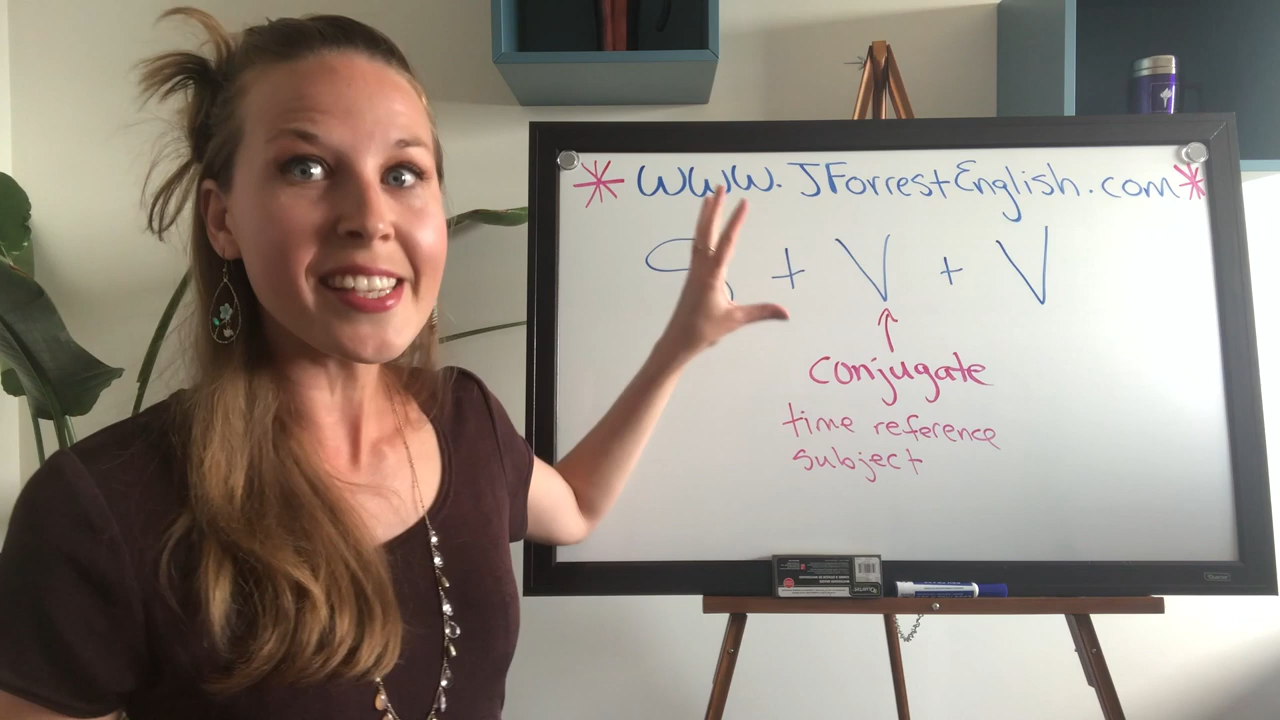 * www.JForrestEnglish.com *
S + V + V
↑
conjugate
time reference
subject